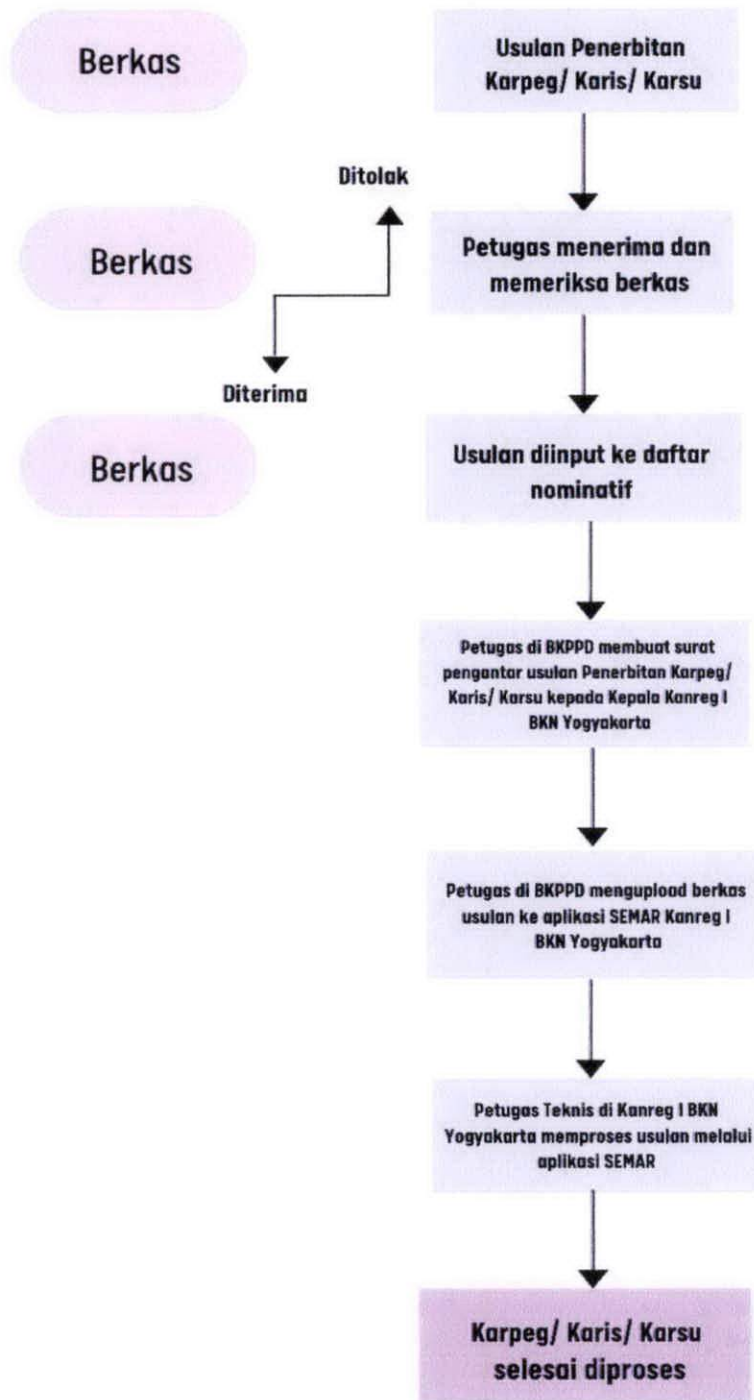 Berkas
Usulan Penerbitan
Karpeg/ Karis/ Karsu
Ditolak
Berkas
Petugas menerima dan
memeriksa berkas
Diterima
Berkas
Usulan diinput ke daftar
nominatif
Petugas di BKPPD membuat surat
pengantar usulan Penerbitan Karpeg/
Karis/ Karsu kepada Kepala Kanreg I
BKN Yogyakarta
Petugas di BKPPD mengupload berkas
usulan ke aplikasi SEMAR Kanreg I
BKN Yogyakarta
Petugas Teknis di Kanreg I BKN
Yogyakarta memproses usulan melalui
aplikasi SEMAR
Karpeg/ Karis/ Karsu
selesai diproses